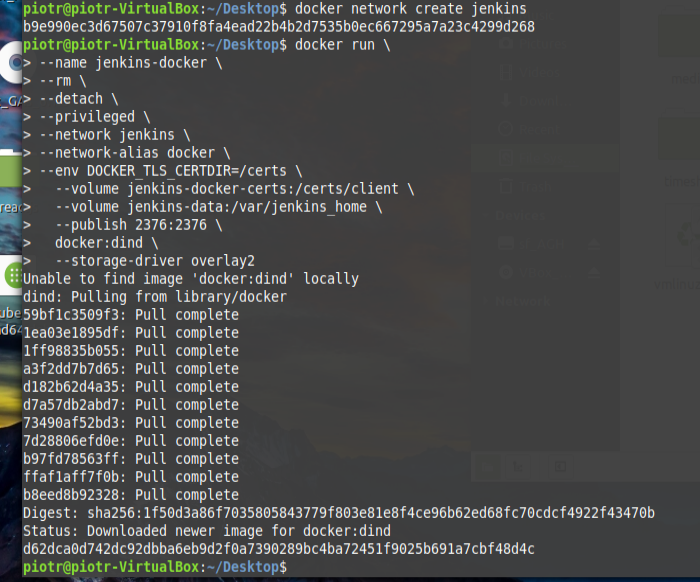 piotr@piotr-VirtualBox:~/Desktop$ docker network create jenkins
b9e990ec3d67507c37910f8fa4ead22b4b2d7535b0ec667295a7a23c4299d268
piotr@piotr-VirtualBox:~/Desktop$ docker run \
> --name jenkins-docker \
> --rm \
> --detach \
> --privileged \
> --network jenkins \
> --network-alias docker \
> --env DOCKER_TLS_CERTDIR=/certs \
>   --volume jenkins-docker-certs:/certs/client \
>   --volume jenkins-data:/var/jenkins_home \
>   --publish 2376:2376 \
>   docker:dind \
>   --storage-driver overlay2
Unable to find image 'docker:dind' locally
dind: Pulling from library/docker
59bf1c3509f3: Pull complete
1ea03e1895df: Pull complete
1ff98835b055: Pull complete
a3f2dd7b7d65: Pull complete
d182b62d4a35: Pull complete
d7a57db2abd7: Pull complete
73490af52bd3: Pull complete
7d28806efd0e: Pull complete
b97fd78563ff: Pull complete
ffaf1aff7f0b: Pull complete
b8eed8b92328: Pull complete
Digest: sha256:1f50d3a86f7035805843779f803e81e8f4ce96b62ed68fc70cdcf4922f43470b
Status: Downloaded newer image for docker:dind
d62dca0d742dc92dbba6eb9d2f0a7390289bc4ba72451f9025b691a7cbf48d4c
piotr@piotr-VirtualBox:~/Desktop$